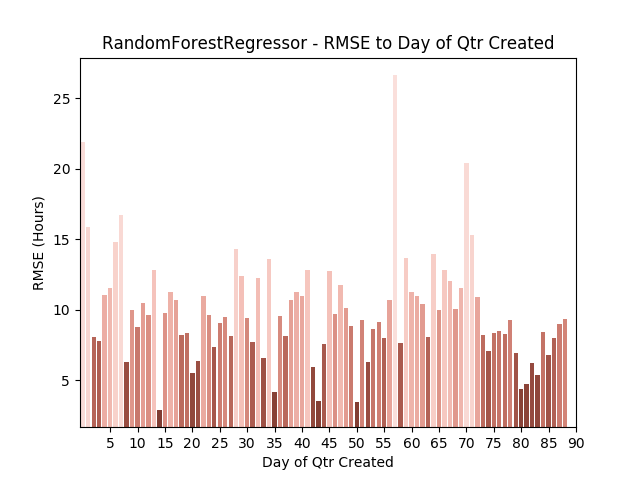 RandomForestRegressor - RMSE to Day of Qtr Created
25
20
15
10
5
RMSE (Hours)
5 10 15 20 25 30 35 40 45 50 55 60 65 70 75 80 85 90
Day of Qtr Created